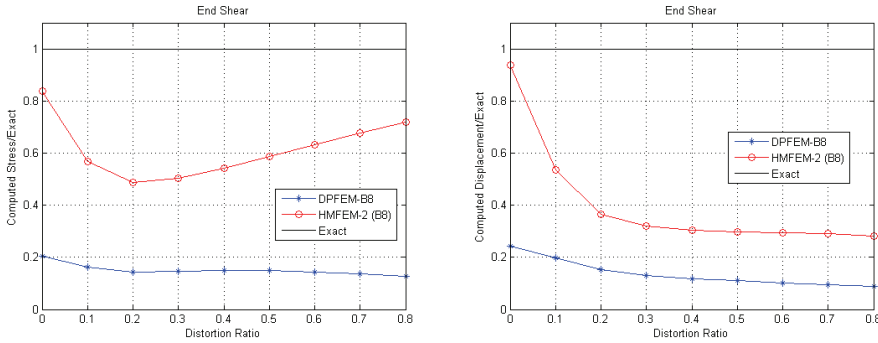 End Shear
1
0.8
0.6
0.4
0.2
0
Computed Stress/Exact
DPFEM-B8
HMFEM-2 (B8)
Exact
0 0.1 0.2 0.3 0.4 0.5 0.6 0.7 0.8
Distortion Ratio
End Shear
1
0.8
0.6
0.4
0.2
0
Computed Displacement/Exact
DPFEM-B8
HMFEM-2 (B8)
Exact
0 0.1 0.2 0.3 0.4 0.5 0.6 0.7 0.8
Distortion Ratio